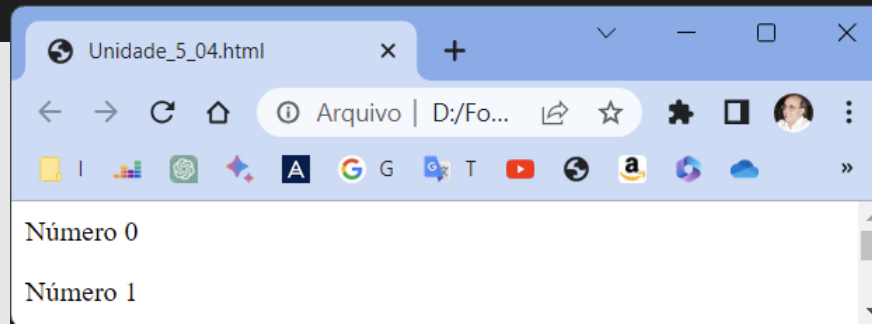 Unidade_5_04.html
Arquivo | D:/Fo...
I A G G T a »
Número 0
Número 1